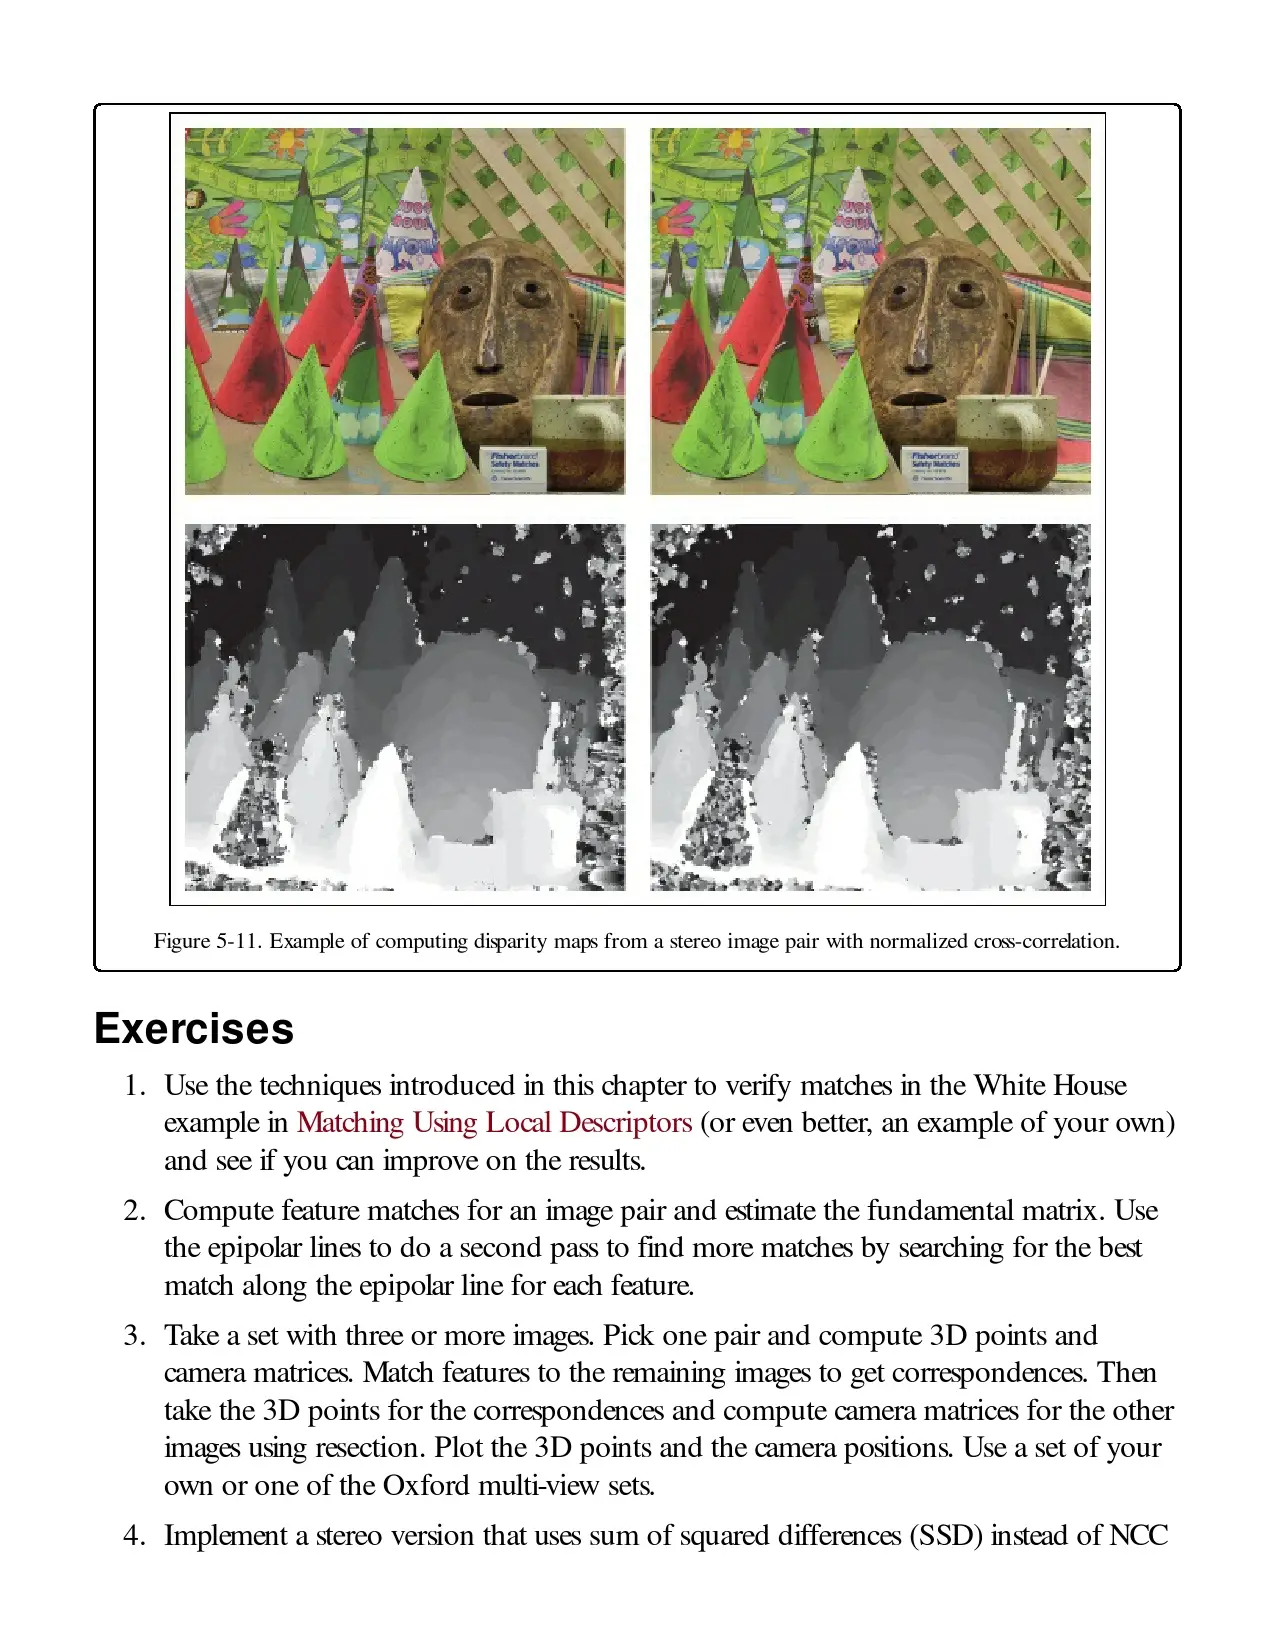 Fisherbrand
Safety Matches
Fisherbrand
Safety Matches
Figure 5-11. Example of computing disparity maps from a stereo image pair with normalized cross-correlation.
Exercises
1. Use the techniques introduced in this chapter to verify matches in the White House
example in Matching Using Local Descriptors (or even better, an example of your own)
and see if you can improve on the results.
2. Compute feature matches for an image pair and estimate the fundamental matrix. Use
the epipolar lines to do a second pass to find more matches by searching for the best
match along the epipolar line for each feature.
3. Take a set with three or more images. Pick one pair and compute 3D points and
camera matrices. Match features to the remaining images to get correspondences. Then
take the 3D points for the correspondences and compute camera matrices for the other
images using resection. Plot the 3D points and the camera positions. Use a set of your
own or one of the Oxford multi-view sets.
4. Implement a stereo version that uses sum of squared differences (SSD) instead of NCC